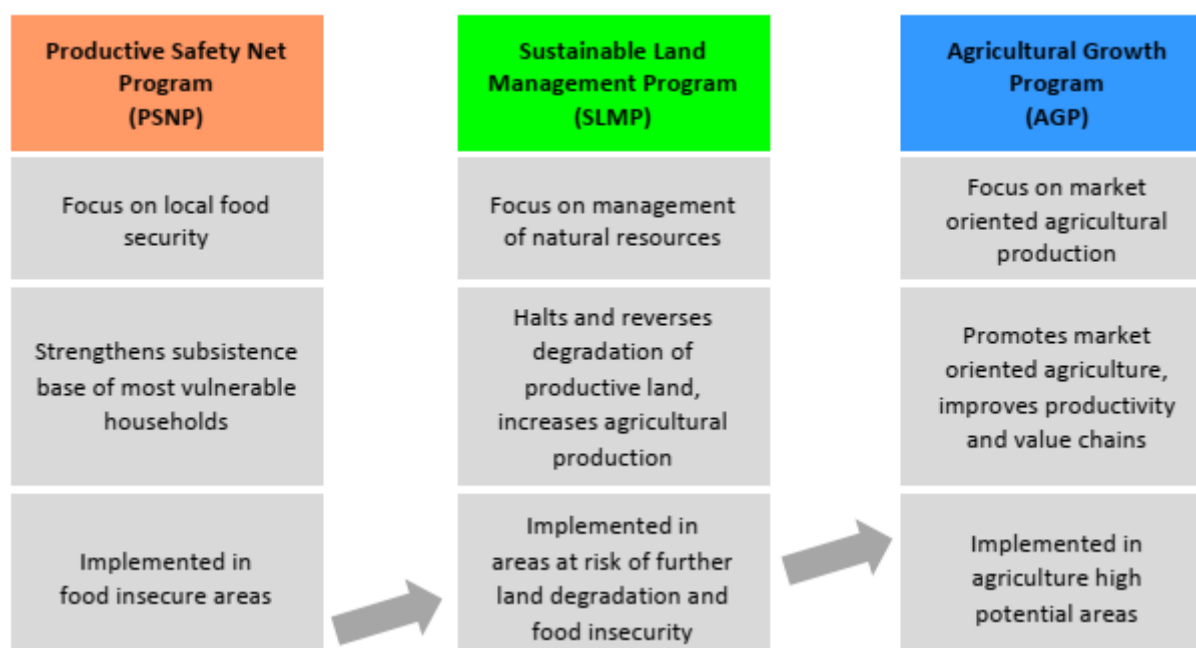 Productive Safety Net
Program
(PSNP)
Focus on local food
security
Strengthens subsistence
base of most vulnerable
households
Implemented in
food insecure areas
Sustainable Land
Management Program
(SLMP)
Focus on management
of natural resources
Halts and reverses
degradation of
productive land,
increases agricultural
production
Implemented in
areas at risk of further
land degradation and
food insecurity
Agricultural Growth
Program
(AGP)
Focus on market
oriented agricultural
production
Promotes market
oriented agriculture,
improves productivity
and value chains
Implemented in
agriculture high
potential areas